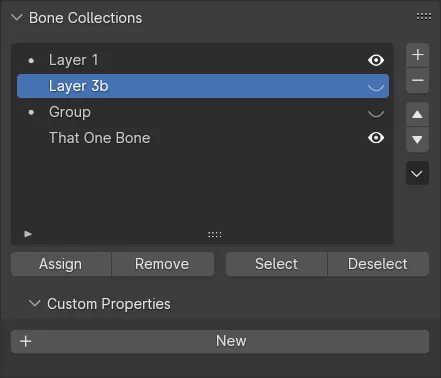 Bone Collections
Layer 1
Layer 3b
Group
That One Bone
Assign Remove Select Deselect
Custom Properties
New